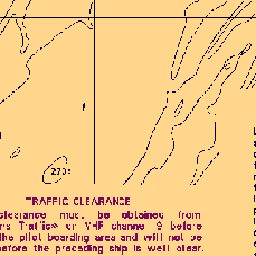 270
TRAFFIC CLEARANCE
clearance must be obtained from
Traffic on VHF channel 9 before
the pilot boarding area and will not be
before the preceding ship is well clear.